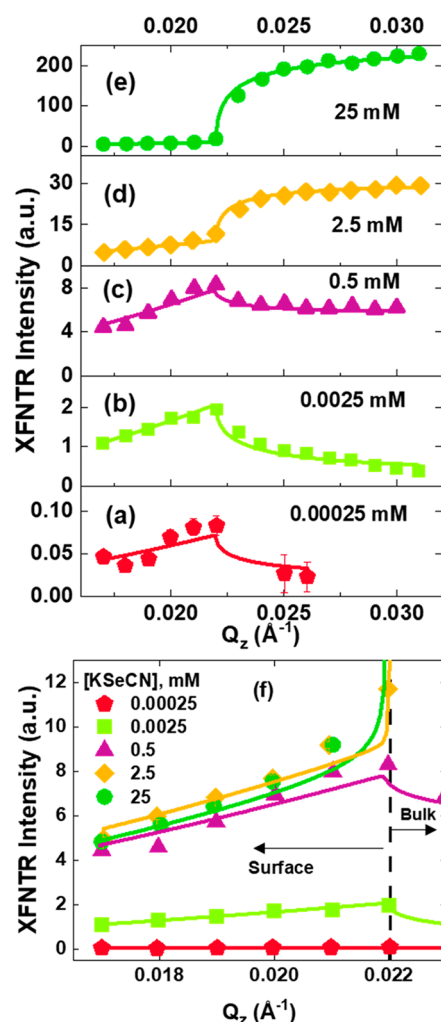 0.020 0.025 0.030
200
100
0
(e)
25 mM
30
15
0
(d)
2.5 mM
8
4
0
(c)
0.5 mM
2
1
0
(b)
0.0025 mM
0.10
0.05
0.00
(a)
0.00025 mM
0.020 0.025 0.030
Q_z (Å⁻¹)
XFNTR Intensity (a.u.)
[KSeCN], mM
0.00025
0.0025
0.5
2.5
25
(f)
Surface
Bulk
12
10
8
6
4
2
0
0.018 0.020 0.022
Q_z (Å⁻¹)
XFNTR Intensity (a.u.)